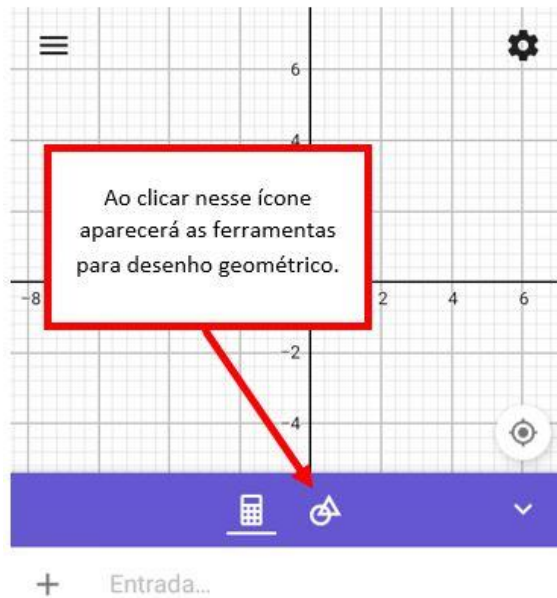 6
4
Ao clicar nesse ícone
aparecerá as ferramentas
para desenho geométrico.
−8
2
4
6
−2
−4
+ Entrada...